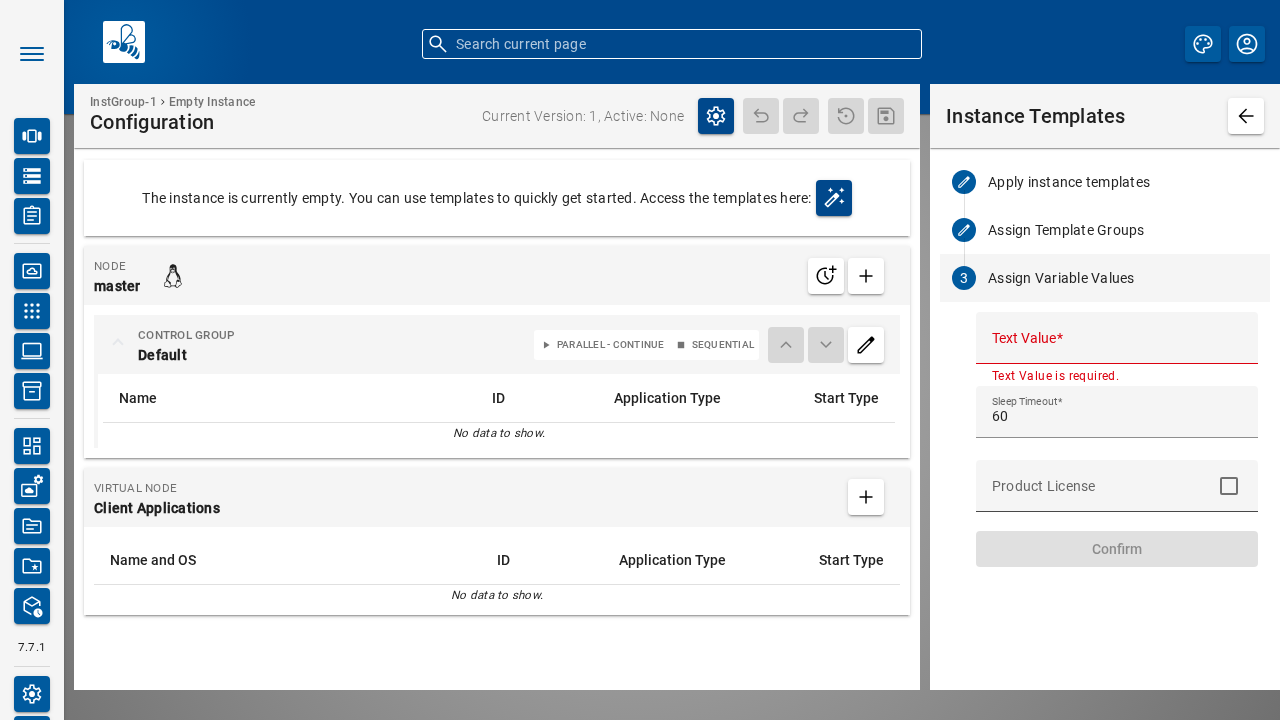 Search current page
InstGroup-1 › Empty Instance
Configuration
Current Version: 1, Active: None
The instance is currently empty. You can use templates to quickly get started. Access the templates here:
NODE
master
CONTROL GROUP
Default
PARALLEL - CONTINUE
SEQUENTIAL
Name ID Application Type Start Type
No data to show.
VIRTUAL NODE
Client Applications
Name and OS ID Application Type Start Type
No data to show.
7.7.1
Instance Templates
Apply instance templates
Assign Template Groups
3 Assign Variable Values
Text Value*
Text Value is required.
Sleep Timeout*
60
Product License
Confirm